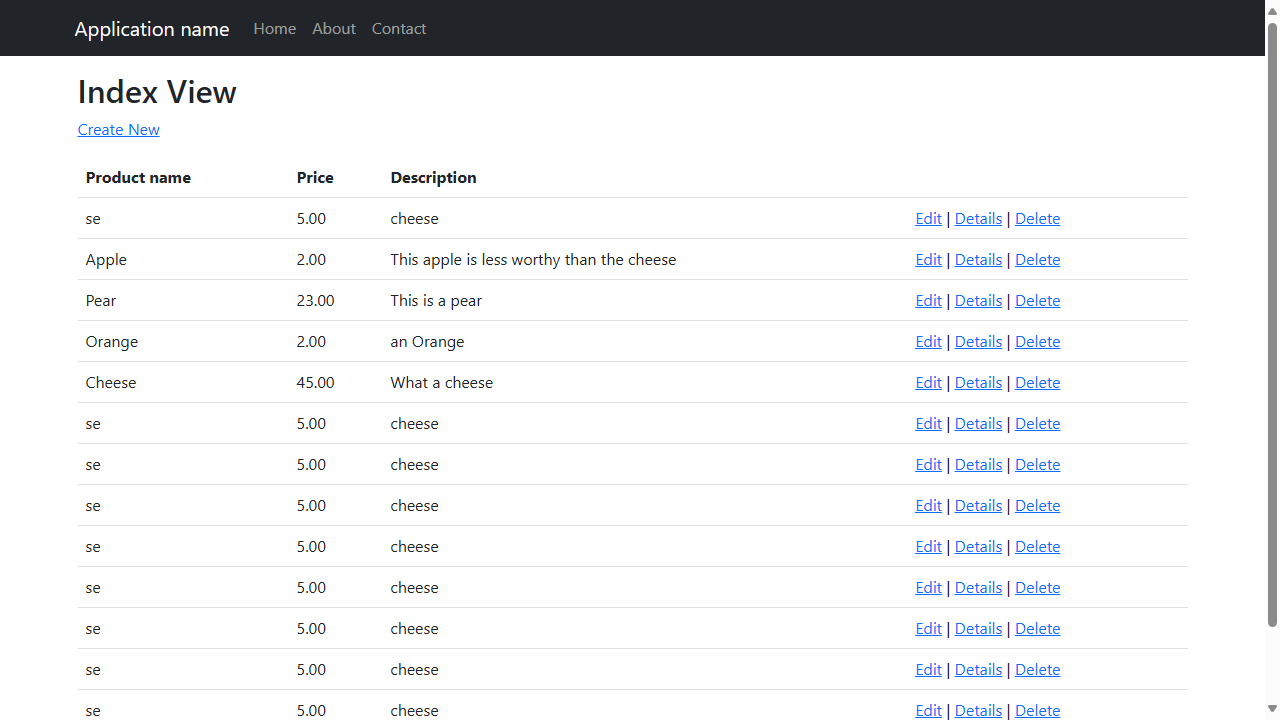 Application name Home About Contact
Index View
Create New
Product name Price Description
se 5.00 cheese Edit | Details | Delete
Apple 2.00 This apple is less worthy than the cheese Edit | Details | Delete
Pear 23.00 This is a pear Edit | Details | Delete
Orange 2.00 an Orange Edit | Details | Delete
Cheese 45.00 What a cheese Edit | Details | Delete
se 5.00 cheese Edit | Details | Delete
se 5.00 cheese Edit | Details | Delete
se 5.00 cheese Edit | Details | Delete
se 5.00 cheese Edit | Details | Delete
se 5.00 cheese Edit | Details | Delete
se 5.00 cheese Edit | Details | Delete
se 5.00 cheese Edit | Details | Delete
se 5.00 cheese Edit | Details | Delete